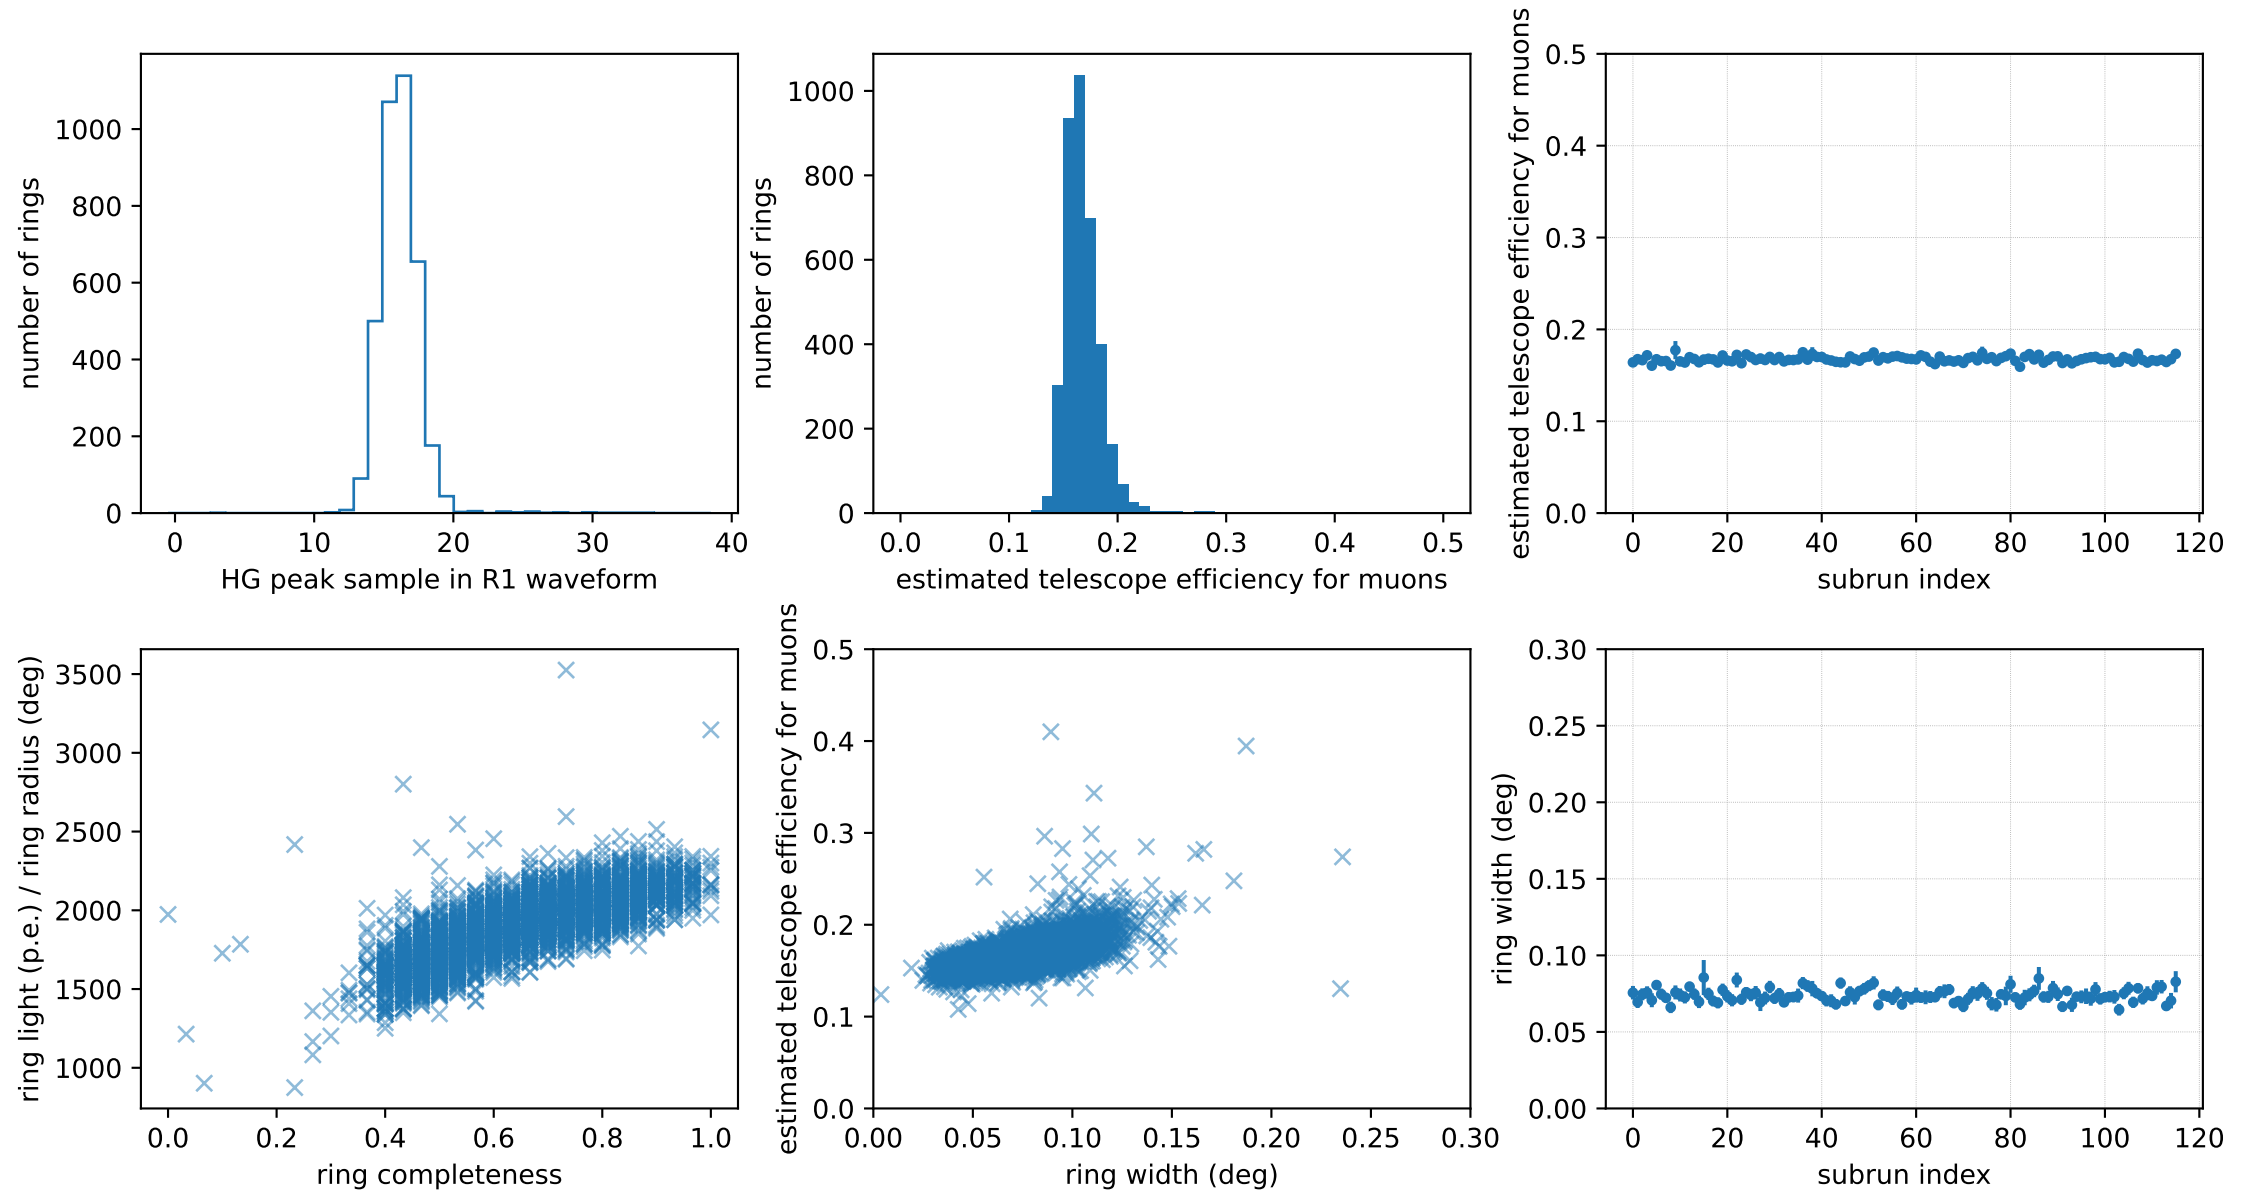 number of rings
1000
800
600
400
200
0
0 10 20 30 40
HG peak sample in R1 waveform
number of rings
1000
800
600
400
200
0
0.0 0.1 0.2 0.3 0.4 0.5
estimated telescope efficiency for muons
estimated telescope efficiency for muons
0.5
0.4
0.3
0.2
0.1
0.0
0 20 40 60 80 100 120
subrun index
ring light (p.e.) / ring radius (deg)
3500
3000
2500
2000
1500
1000
0.0 0.2 0.4 0.6 0.8 1.0
ring completeness
estimated telescope efficiency for muons
0.5
0.4
0.3
0.2
0.1
0.0
0.00 0.05 0.10 0.15 0.20 0.25 0.30
ring width (deg)
ring width (deg)
0.30
0.25
0.20
0.15
0.10
0.05
0.00
0 20 40 60 80 100 120
subrun index